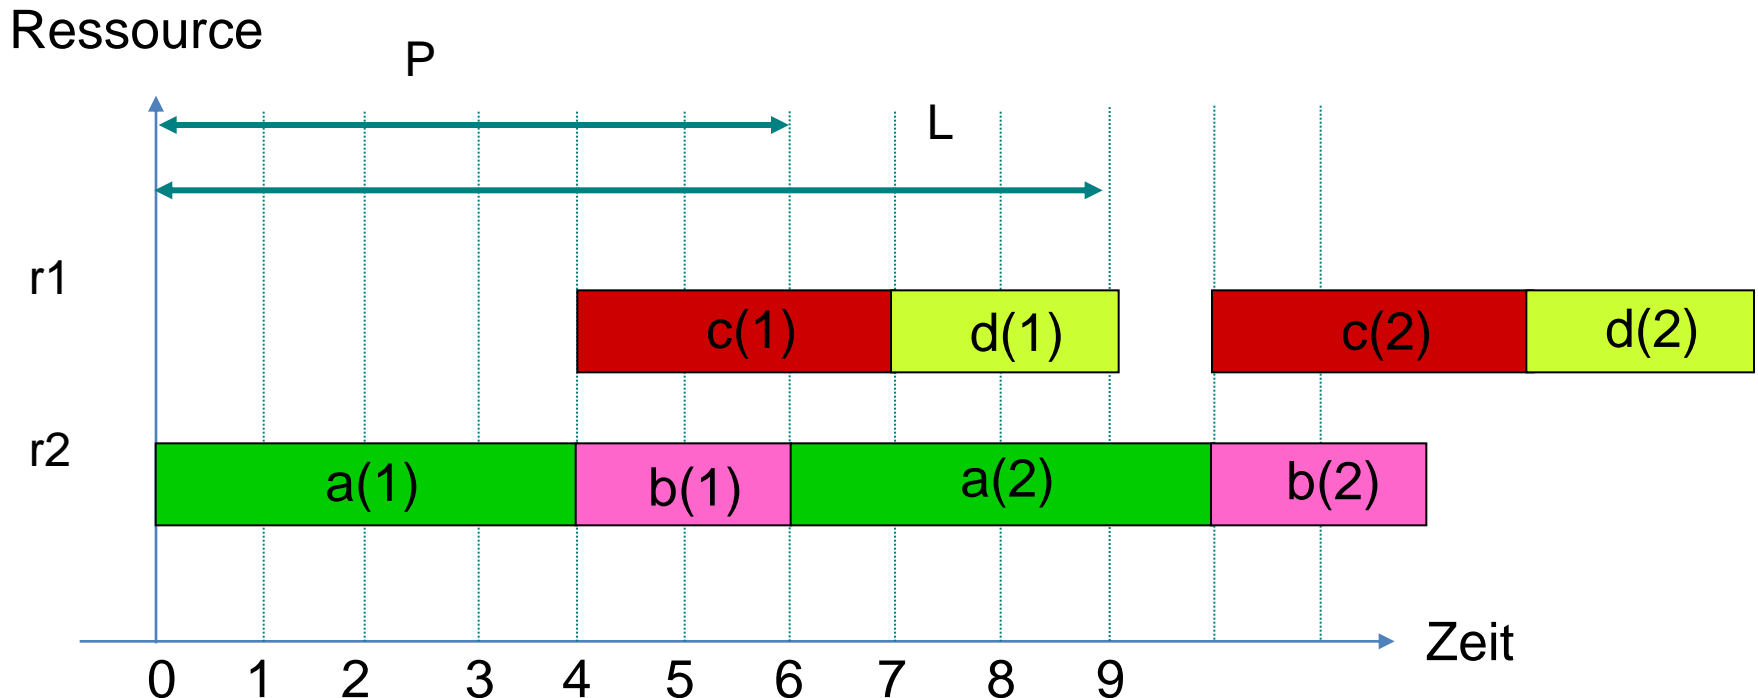 Ressource
P
L
r1
c(1) d(1) c(2) d(2)
r2
a(1) b(1) a(2) b(2)
Zeit
0 1 2 3 4 5 6 7 8 9